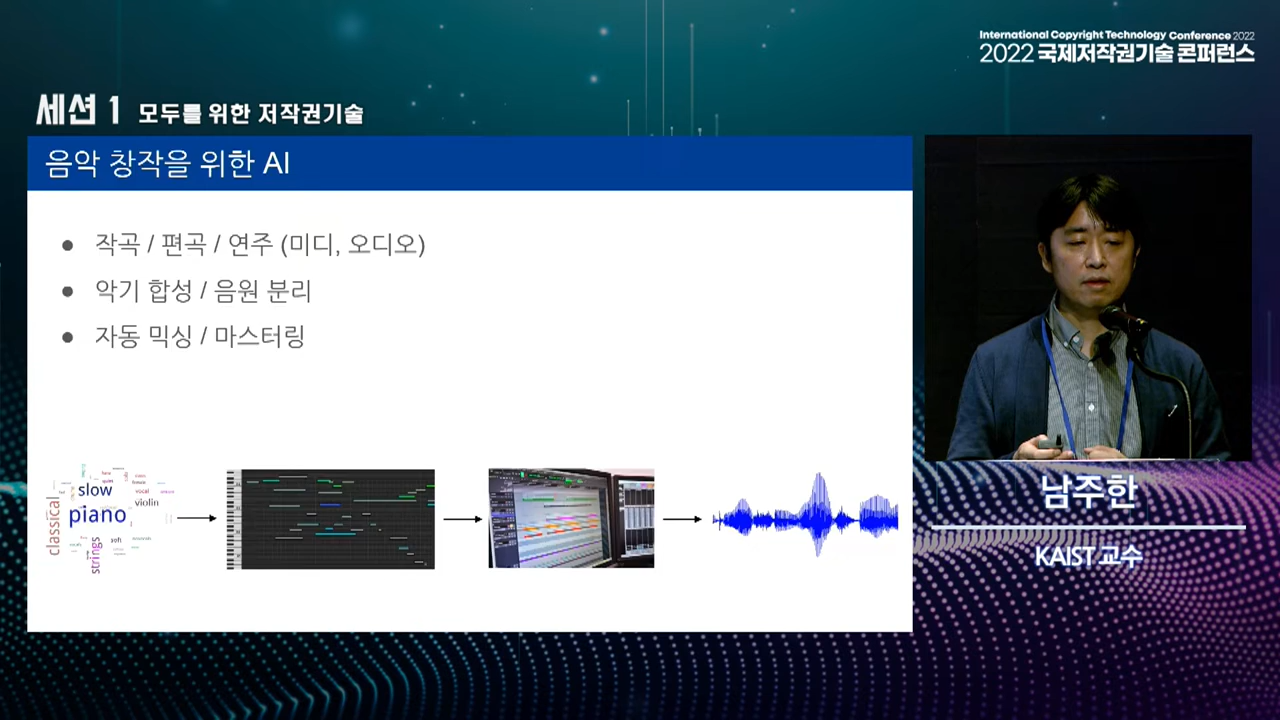 International Copyright Technology Conference 2022
2022 국제저작권기술 콘퍼런스
세션 1 모두를 위한 저작권기술
음악 창작을 위한 AI
● 작곡 / 편곡 / 연주 (미디, 오디오)
● 악기 합성 / 음원 분리
● 자동 믹싱 / 마스터링
slow
vocal
violin
piano
classical
soft
strings
남주한
KAIST 교수